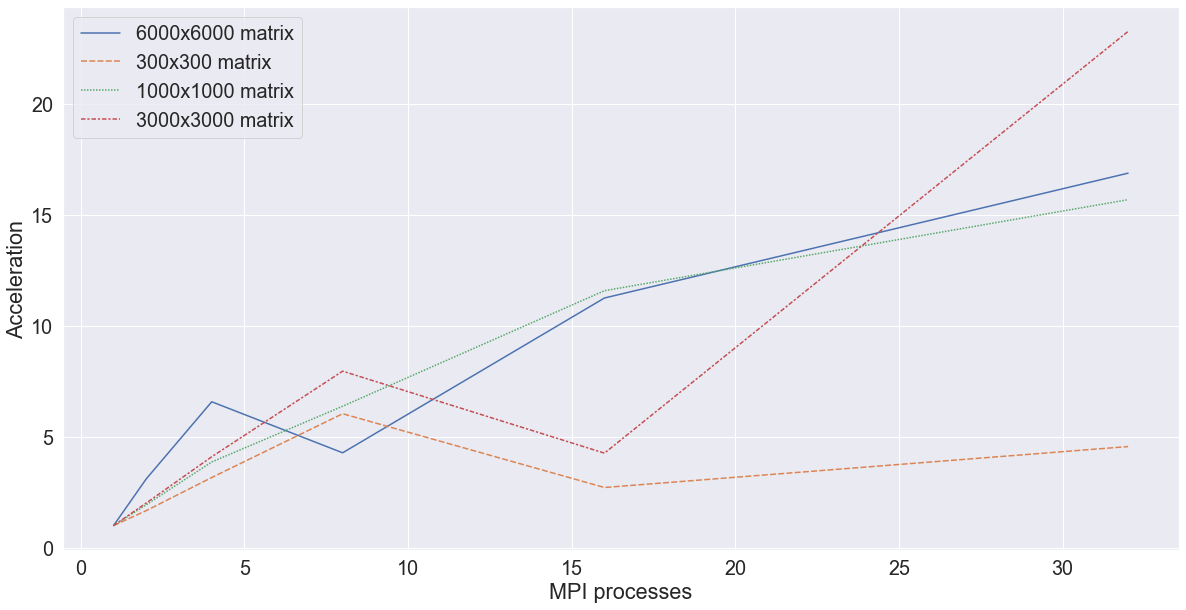 6000x6000 matrix
300x300 matrix
1000x1000 matrix
3000x3000 matrix
20
15
10
5
0
Acceleration
0 5 10 15 20 25 30
MPI processes